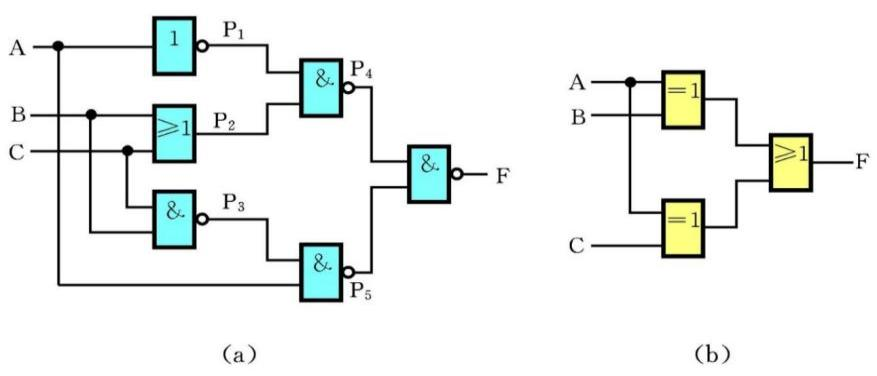 A
1
P₁
&
P₄
B
≥1
P₂
C
&
F
&
P₃
&
P₅
(a)
A
=1
B
≥1
F
=1
C
(b)